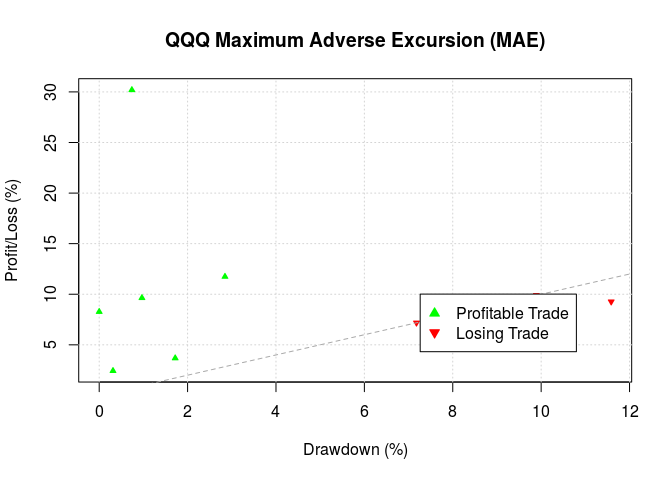 QQQ Maximum Adverse Excursion (MAE)
30
25
20
15
10
5
Profit/Loss (%)
Profitable Trade
Losing Trade
0 2 4 6 8 10 12
Drawdown (%)